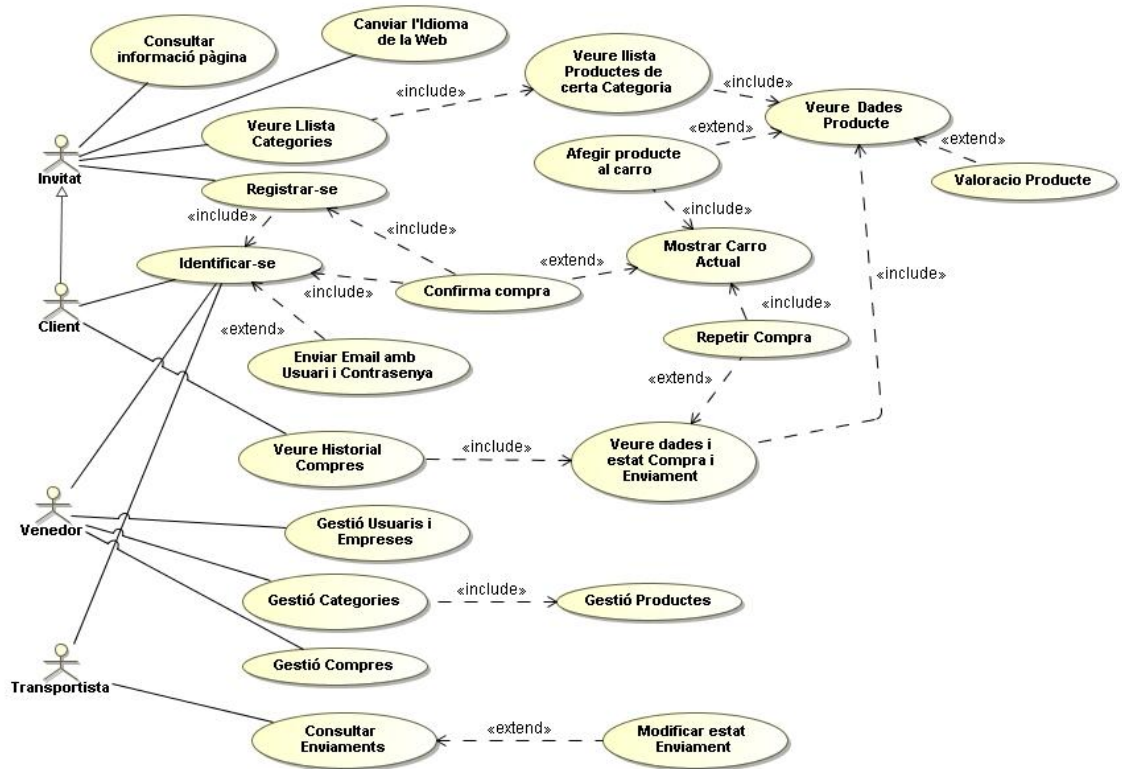 Consultar
informació pàgina
Canviar l'Idioma
de la Web
Veure llista
Productes de
certa Categoria
«include»
«include»
Veure Dades
Producte
Veure Llista
Categories
«extend»
Afegir producte
al carro
«extend»
Invitat
Valoracio Producte
Registrar-se
«include»
«include»
«include»
Mostrar Carro
Actual
Identificar-se
«extend»
«include»
«include»
Confirma compra
«include»
Client
«extend»
Repetir Compra
Enviar Email amb
Usuari i Contrasenya
«extend»
Veure Historial
Compres
«include»
Veure dades i
estat Compra i
Enviament
Venedor
Gestió Usuaris i
Empreses
Gestió Categories
«include»
Gestió Productes
Gestió Compres
Transportista
Consultar
Enviaments
«extend»
Modificar estat
Enviament